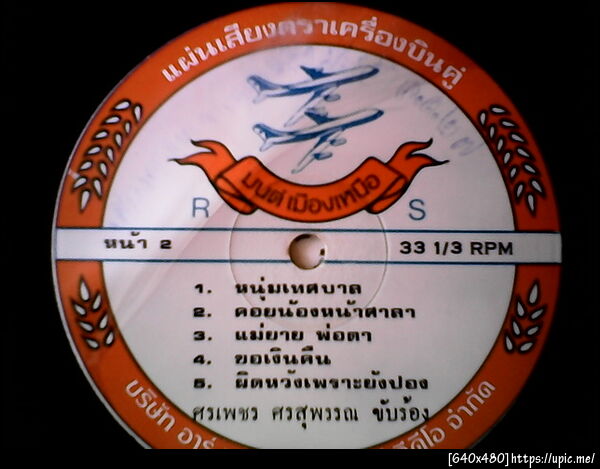 แผ่นเสียงตราเครื่องบินคู่
มนต์เมืองเหนือ
R S
หน้า 2 33 1/3 RPM
1. หนุ่มเทศบาล
2. คอยน้องหน้าศาลา
3. แม่ยาย พ่อตา
4. ขอเงินคืน
5. ผิดหวังเพราะยังปอง
ศรเพชร ศรสุพรรณ ขับร้อง
บริษัท อาร์ จำกัด
[640x480]https://upic.me/